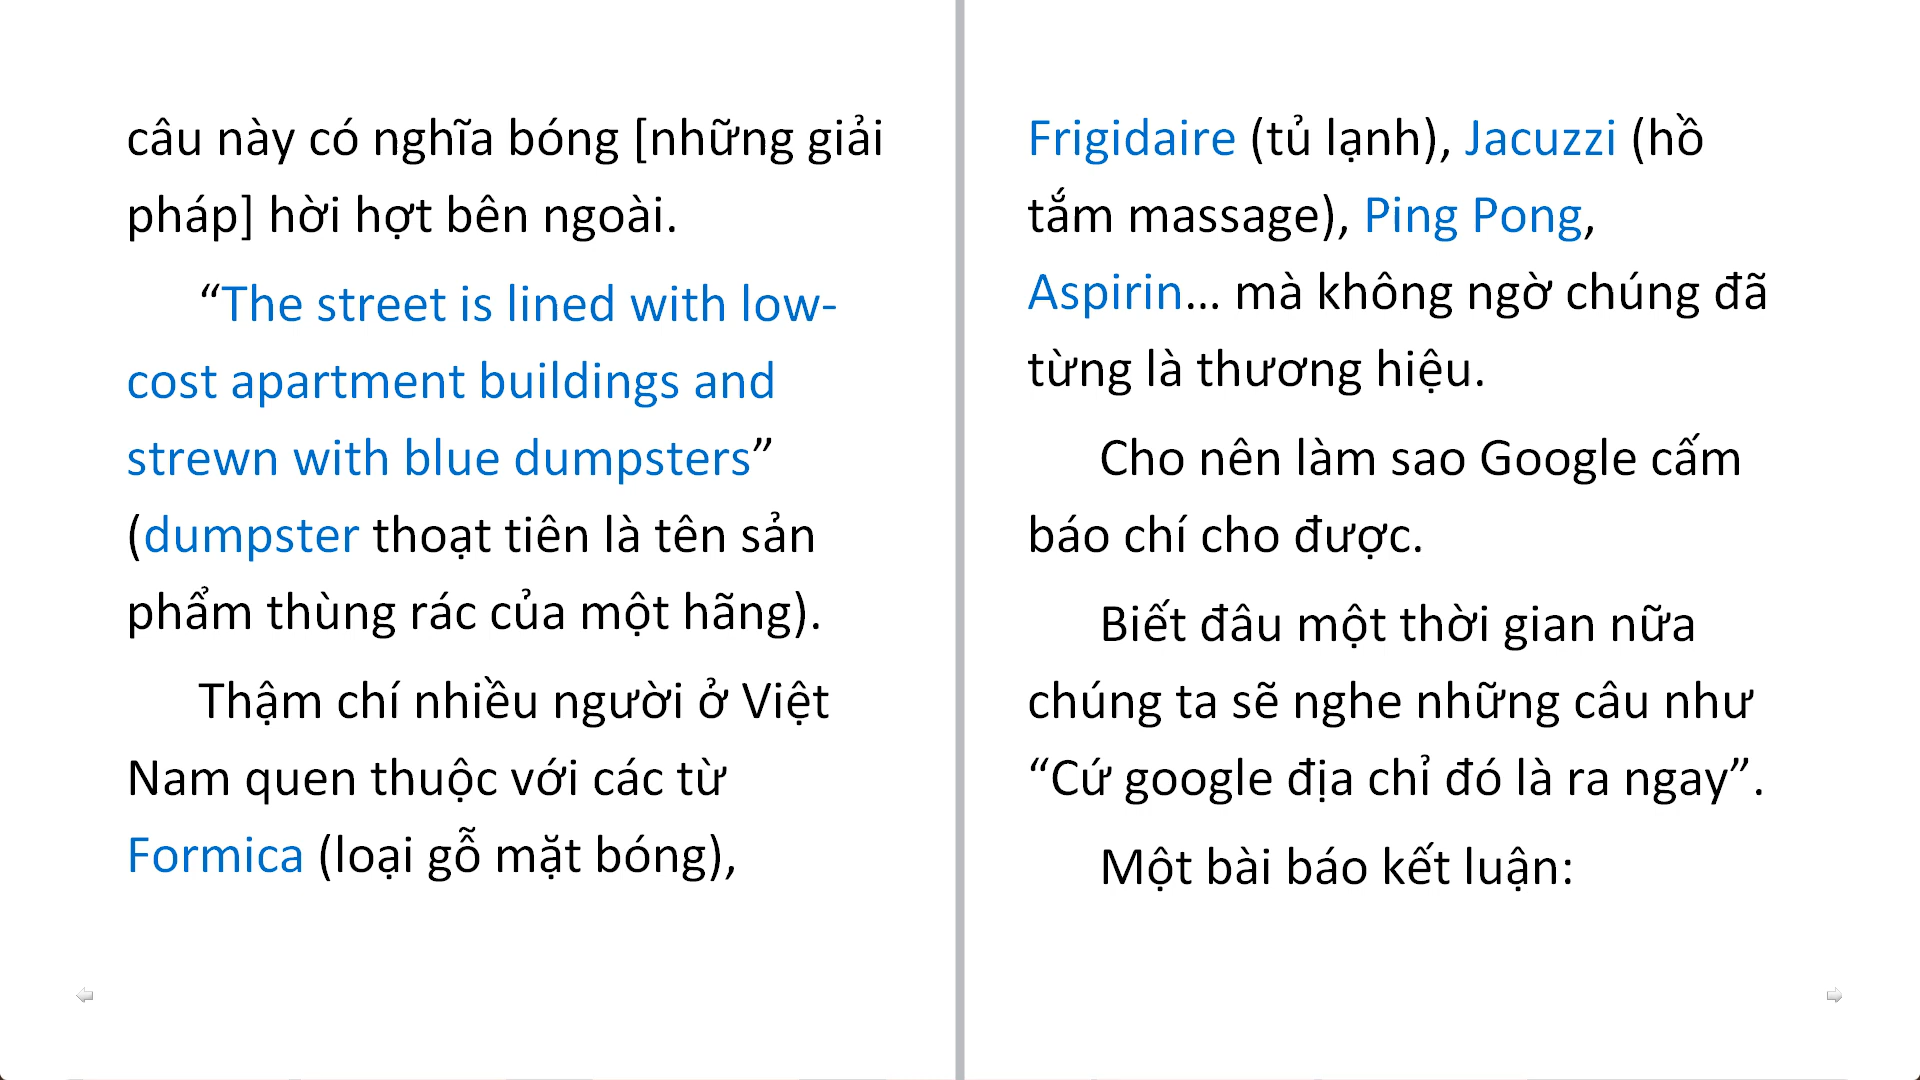 câu này có nghĩa bóng [những giải
pháp] hời hợt bên ngoài.
“The street is lined with low-
cost apartment buildings and
strewn with blue dumpsters”
(dumpster thoạt tiên là tên sản
phẩm thùng rác của một hãng).
Thậm chí nhiều người ở Việt
Nam quen thuộc với các từ
Formica (loại gỗ mặt bóng),
Frigidaire (tủ lạnh), Jacuzzi (hồ
tắm massage), Ping Pong,
Aspirin… mà không ngờ chúng đã
từng là thương hiệu.
Cho nên làm sao Google cấm
báo chí cho được.
Biết đâu một thời gian nữa
chúng ta sẽ nghe những câu như
“Cứ google địa chỉ đó là ra ngay”.
Một bài báo kết luận: